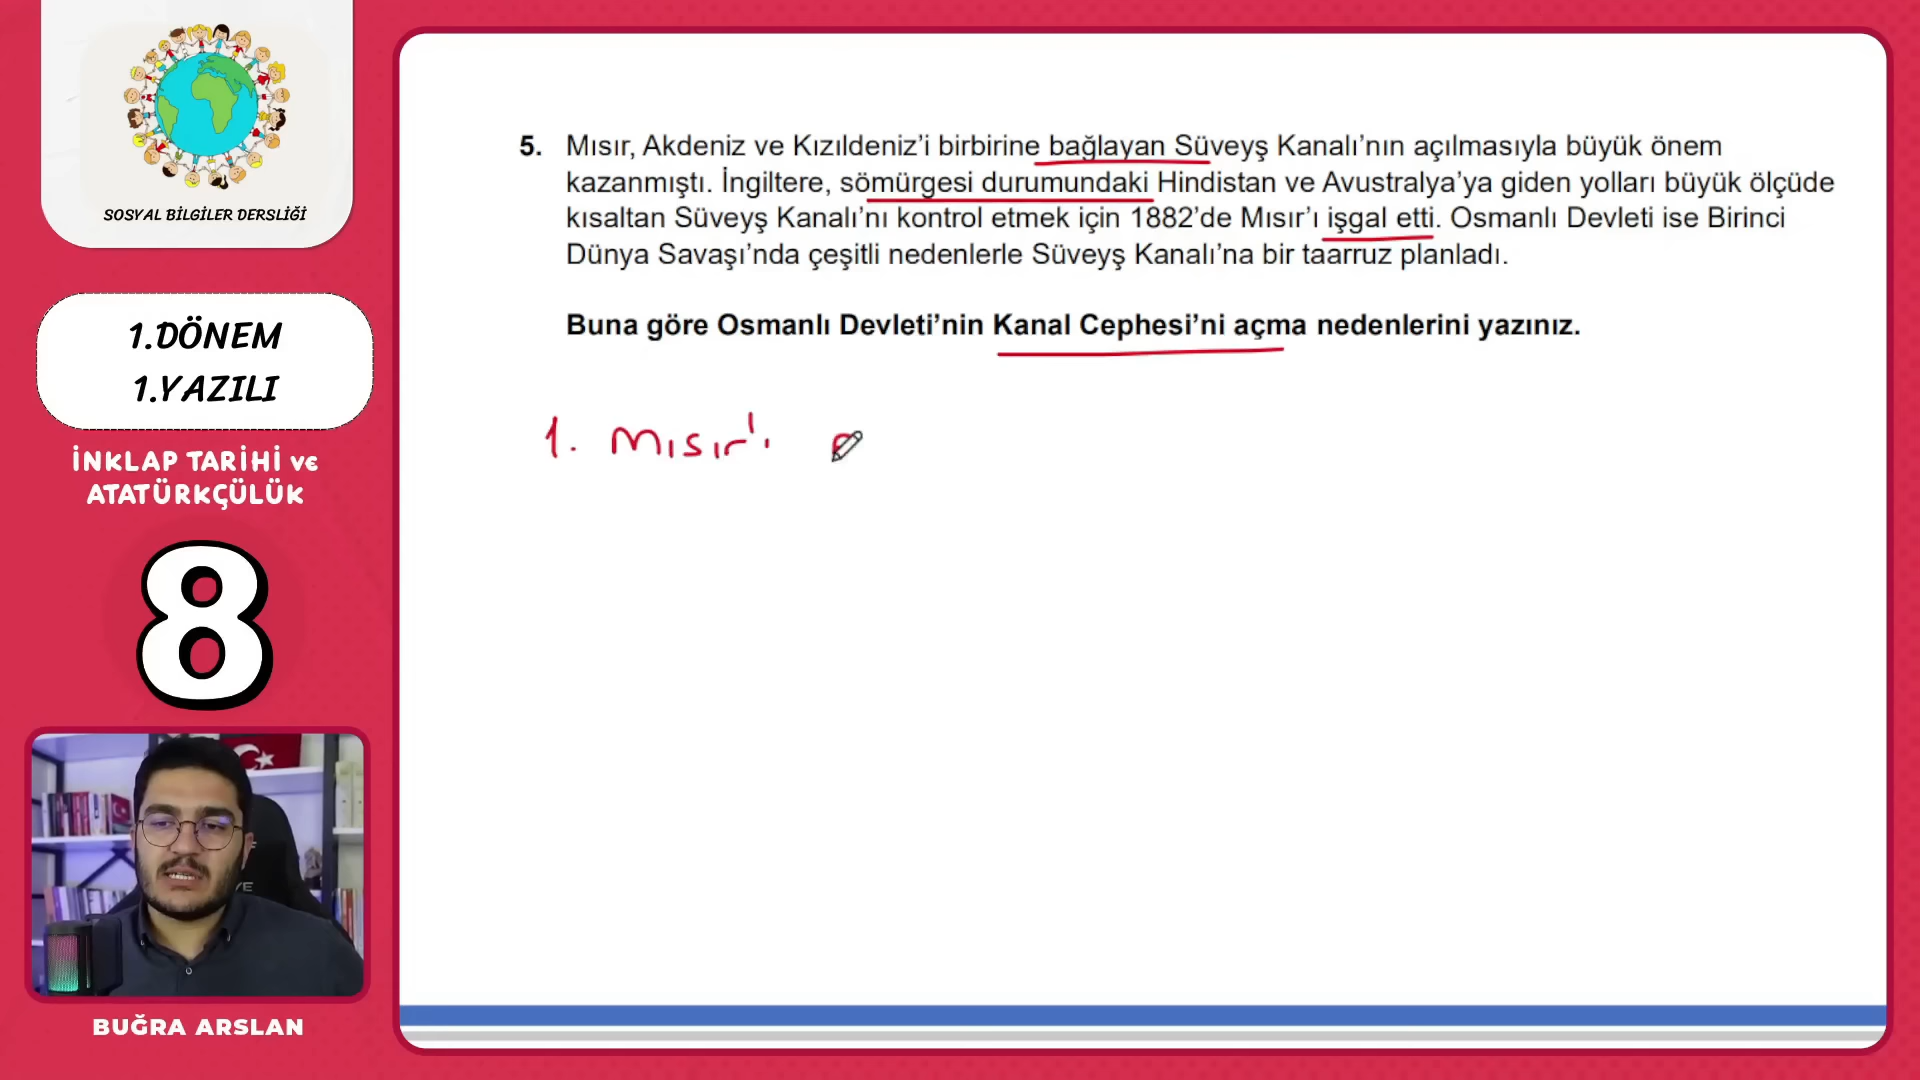 SOSYAL BİLGİLER DERSLİĞİ
1.DÖNEM
1.YAZILI
İNKLAP TARİHİ ve
ATATÜRKÇÜLÜK
8
BUĞRA ARSLAN
5. Mısır, Akdeniz ve Kızıldeniz’i birbirine bağlayan Süveyş Kanalı’nın açılmasıyla büyük önem
kazanmıştı. İngiltere, sömürgesi durumundaki Hindistan ve Avustralya’ya giden yolları büyük ölçüde
kısaltan Süveyş Kanalı’nı kontrol etmek için 1882’de Mısır’ı işgal etti. Osmanlı Devleti ise Birinci
Dünya Savaşı’nda çeşitli nedenlerle Süveyş Kanalı’na bir taarruz planladı.
Buna göre Osmanlı Devleti’nin Kanal Cephesi’ni açma nedenlerini yazınız.
1. Mısır'ı